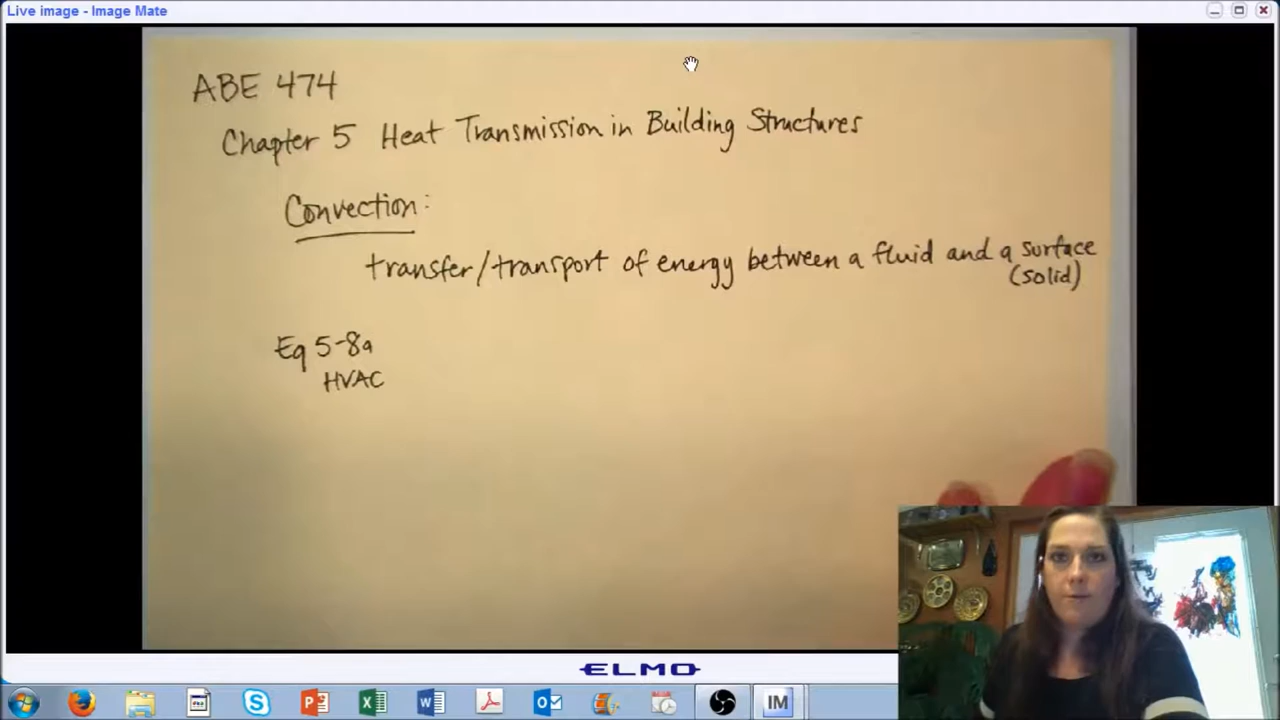 Live image - Image Mate
ABE 474
Chapter 5 Heat Transmission in Building Structures
Convection:
transfer/transport of energy between a fluid and a surface
(solid)
Eq 5-8a
HVAC
ELMO
IM